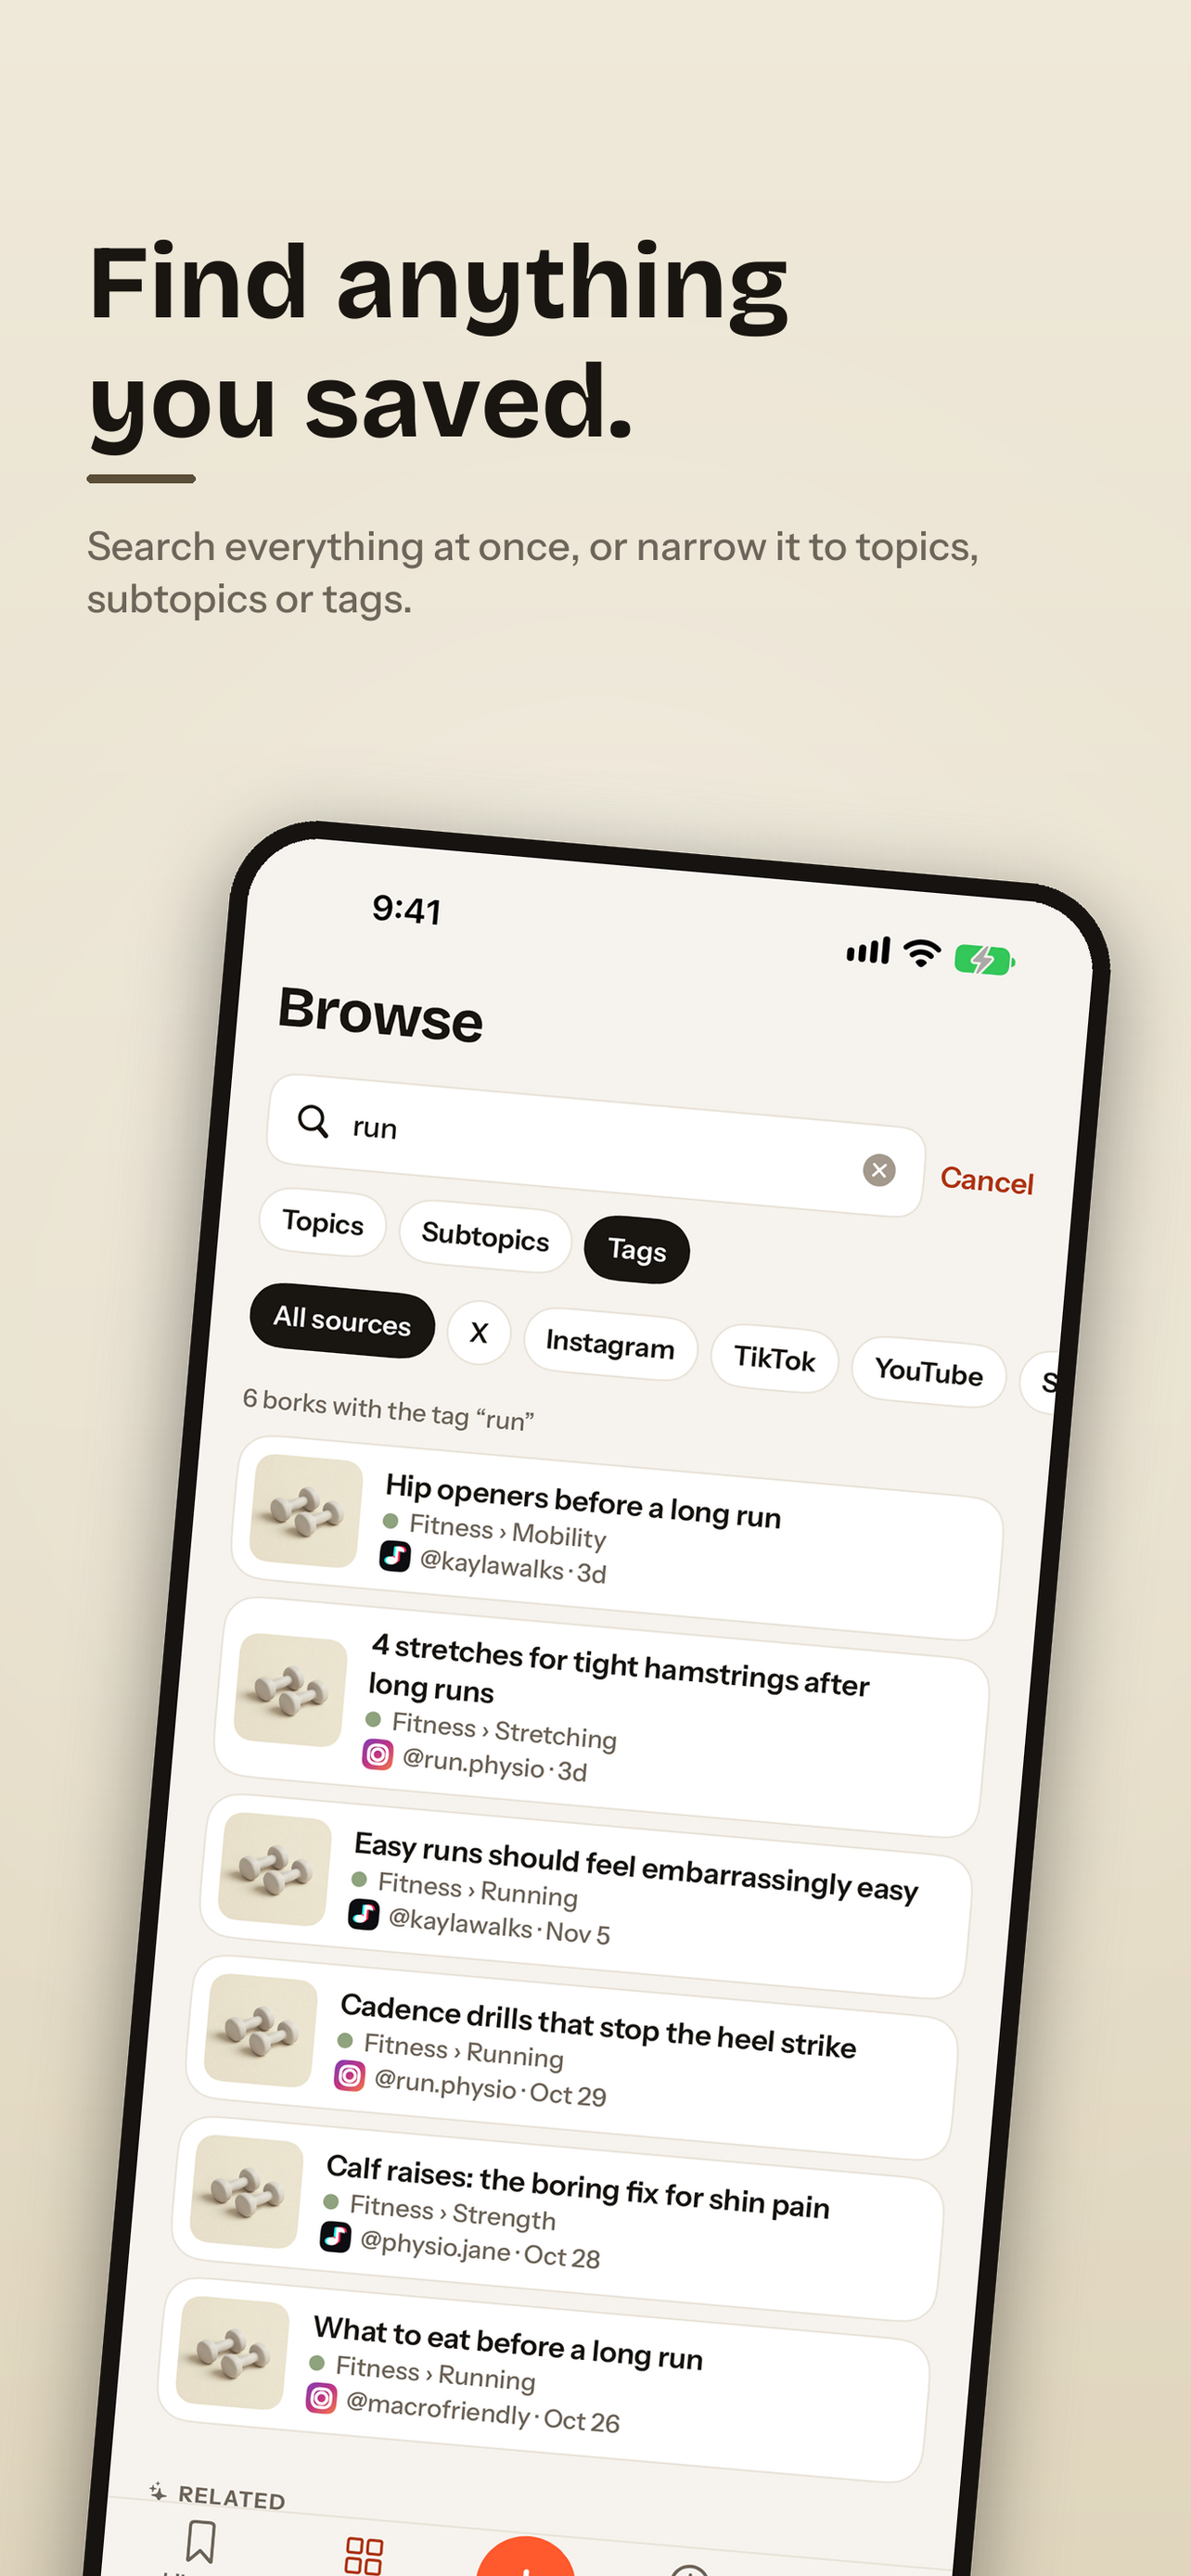 Find anything
you saved.
Search everything at once, or narrow it to topics,
subtopics or tags.
9:41
Browse
run
Cancel
Topics Subtopics Tags
All sources X Instagram TikTok YouTube S
6 borks with the tag “run”
Hip openers before a long run
Fitness › Mobility
@kaylawalks · 3d
4 stretches for tight hamstrings after
long runs
Fitness › Stretching
@run.physio · 3d
Easy runs should feel embarrassingly easy
Fitness › Running
@kaylawalks · Nov 5
Cadence drills that stop the heel strike
Fitness › Running
@run.physio · Oct 29
Calf raises: the boring fix for shin pain
Fitness › Strength
@physio.jane · Oct 28
What to eat before a long run
Fitness › Running
@macrofriendly · Oct 26
RELATED